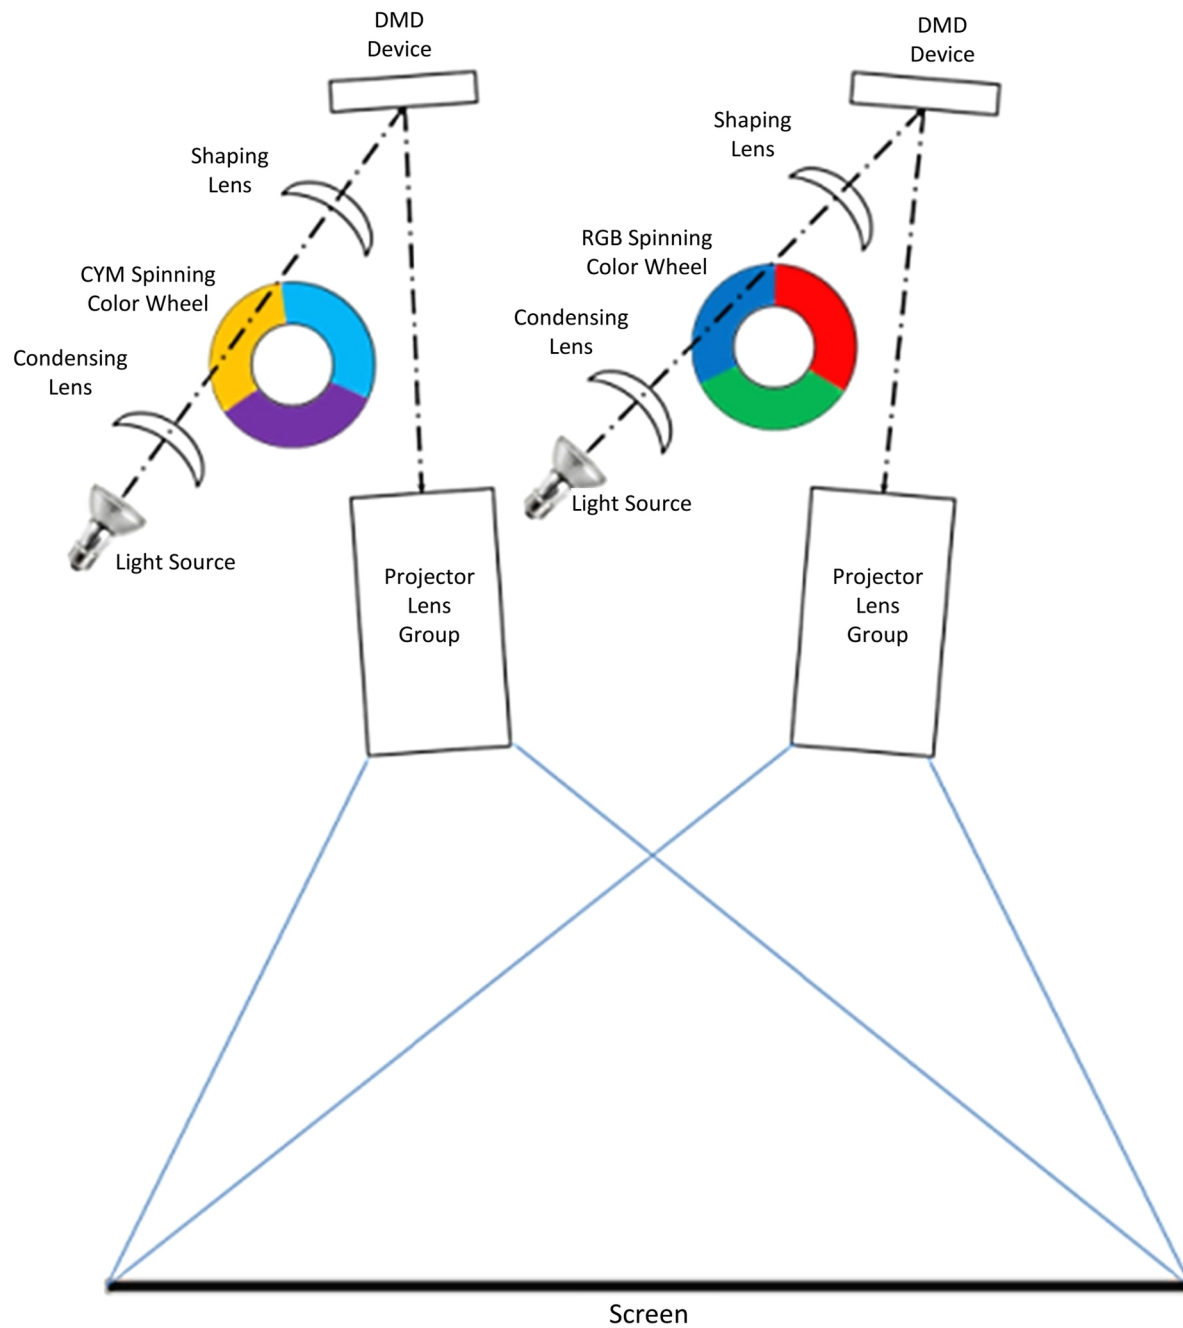 DMD
Device
DMD
Device
Shaping
Lens
Shaping
Lens
CYM Spinning
Color Wheel
RGB Spinning
Color Wheel
Condensing
Lens
Condensing
Lens
Light Source
Light Source
Projector
Lens
Group
Projector
Lens
Group
Screen